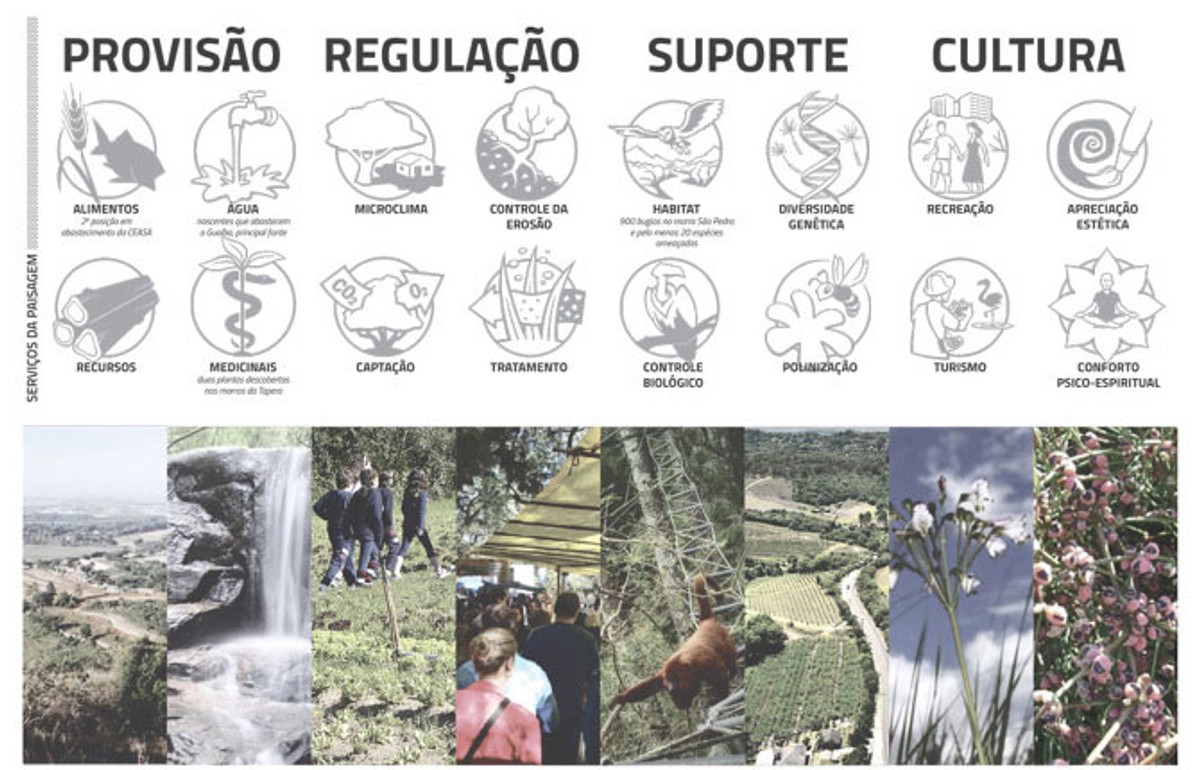 SERVIÇOS DA PAISAGEM
PROVISÃO
REGULAÇÃO
SUPORTE
CULTURA
ALIMENTOS
2ª posição em
abastecimento da CEASA
ÁGUA
nascentes que abastecem
o Guaíba, principal fonte
MICROCLIMA
CONTROLE DA
EROSÃO
HABITAT
900 bugios no morro São Pedro
e pelo menos 20 espécies
ameaçadas
DIVERSIDADE
GENÉTICA
RECREAÇÃO
APRECIAÇÃO
ESTÉTICA
RECURSOS
MEDICINAIS
duas plantas descobertas
nos morros do Tapera
CO₂
O₂
CAPTAÇÃO
TRATAMENTO
CONTROLE
BIOLÓGICO
POLINIZAÇÃO
TURISMO
CONFORTO
PSICO-ESPIRITUAL